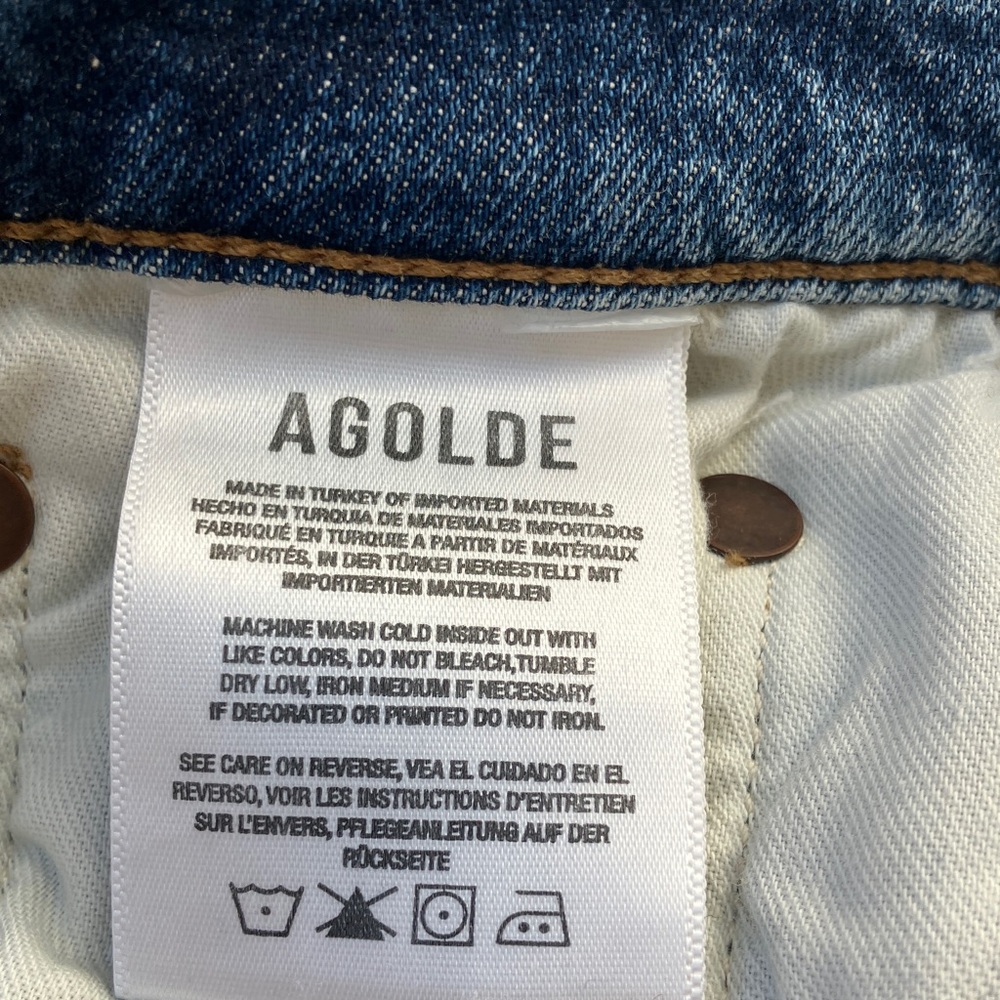 AGOLDE
MADE IN TURKEY OF IMPORTED MATERIALS
HECHO EN TURQUIA DE MATERIALES IMPORTADOS
FABRIQUÉ EN TURQUIE A PARTIR DE MATÉRIAUX
IMPORTÉS, IN DER TÜRKEI HERGESTELLT MIT
IMPORTIERTEN MATERIALIEN
MACHINE WASH COLD INSIDE OUT WITH
LIKE COLORS, DO NOT BLEACH,TUMBLE
DRY LOW, IRON MEDIUM IF NECESSARY,
IF DECORATED OR PRINTED DO NOT IRON.
SEE CARE ON REVERSE, VEA EL CUIDADO EN EL
REVERSO, VOIR LES INSTRUCTIONS D'ENTRETIEN
SUR L'ENVERS, PFLEGEANLEITUNG AUF DER
RÜCKSEITE